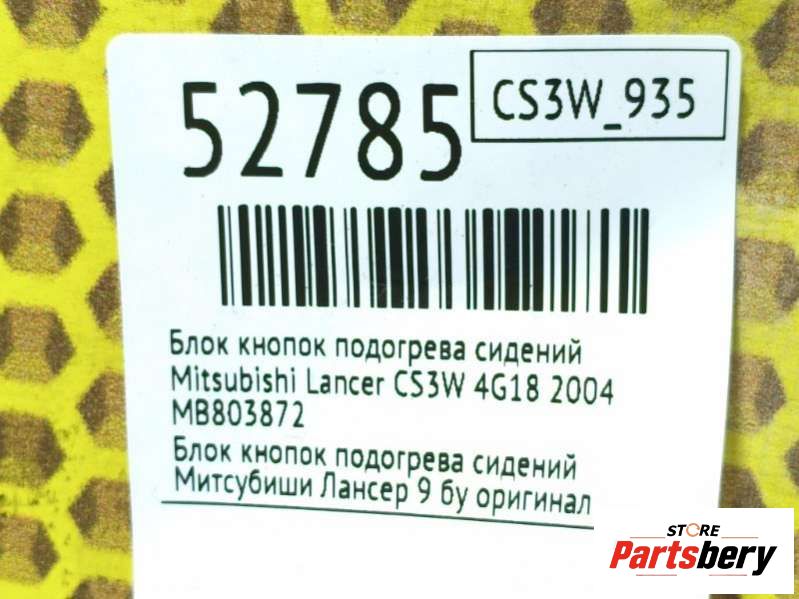 52785
CS3W_935
Блок кнопок подогрева сидений
Mitsubishi Lancer CS3W 4G18 2004
MB803872
Блок кнопок подогрева сидений
Митсубиши Лансер 9 бу оригинал
STORE
Partsbery